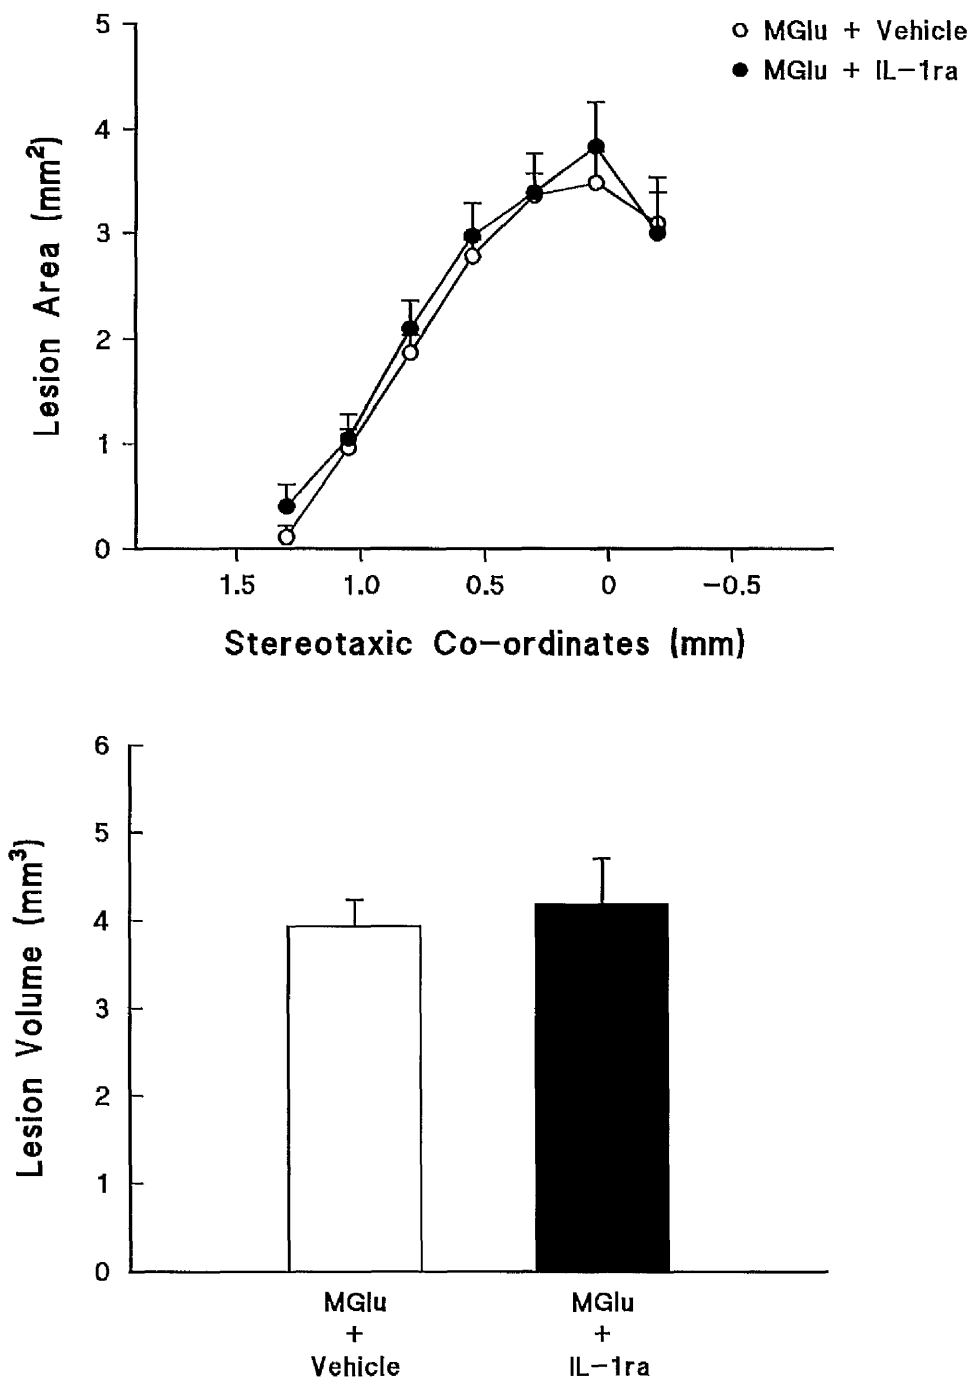 MGlu + Vehicle
MGlu + IL-1ra
5
4
3
2
1
0
Lesion Area (mm²)
1.5 1.0 0.5 0 -0.5
Stereotaxic Co-ordinates (mm)
6
5
4
3
2
1
0
Lesion Volume (mm³)
MGlu MGlu
+ +
Vehicle IL-1ra